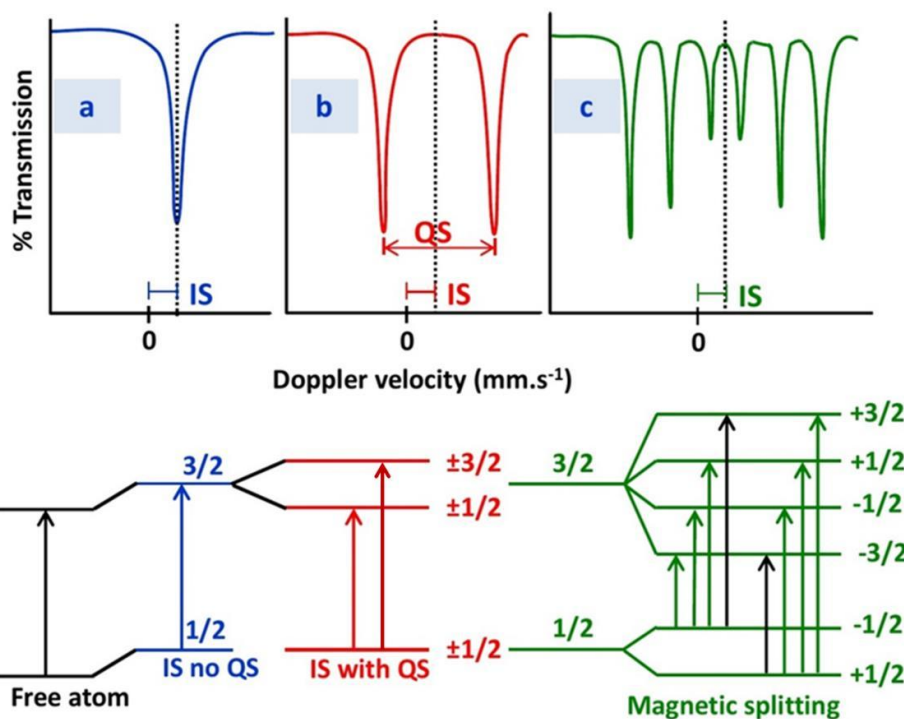 a
b
c
% Transmission
QS
IS
IS
IS
0
0
0
Doppler velocity (mm.s⁻¹)
3/2
1/2
IS no QS
Free atom
±3/2
±1/2
±1/2
IS with QS
3/2
1/2
+3/2
+1/2
-1/2
-3/2
-1/2
+1/2
Magnetic splitting